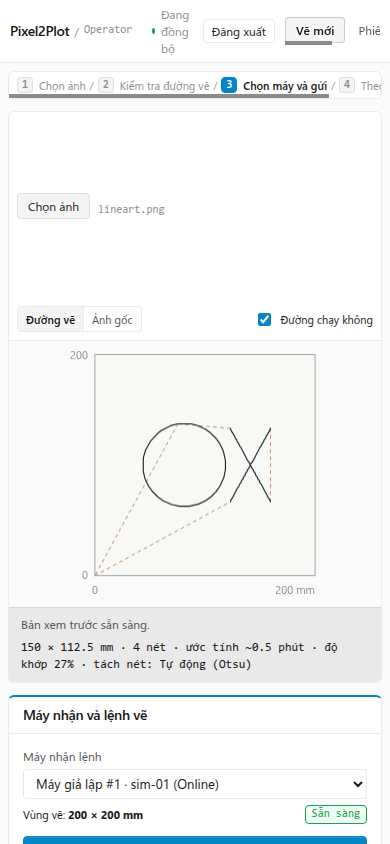 Pixel2Plot / Operator
Đang đồng bộ
Đăng xuất
Vẽ mới
Phiê
1 Chọn ảnh / 2 Kiểm tra đường vẽ / 3 Chọn máy và gửi / 4 Theo
Chọn ảnh lineart.png
Đường vẽ Ảnh gốc Đường chạy không
200
0
0 200 mm
Bản xem trước sẵn sàng.
150 × 112.5 mm · 4 nét · ước tính ~0.5 phút · độ
khớp 27% · tách nét: Tự động (Otsu)
Máy nhận và lệnh vẽ
Máy nhận lệnh
Máy giả lập #1 · sim-01 (Online)
Vùng vẽ: 200 × 200 mm Sẵn sàng